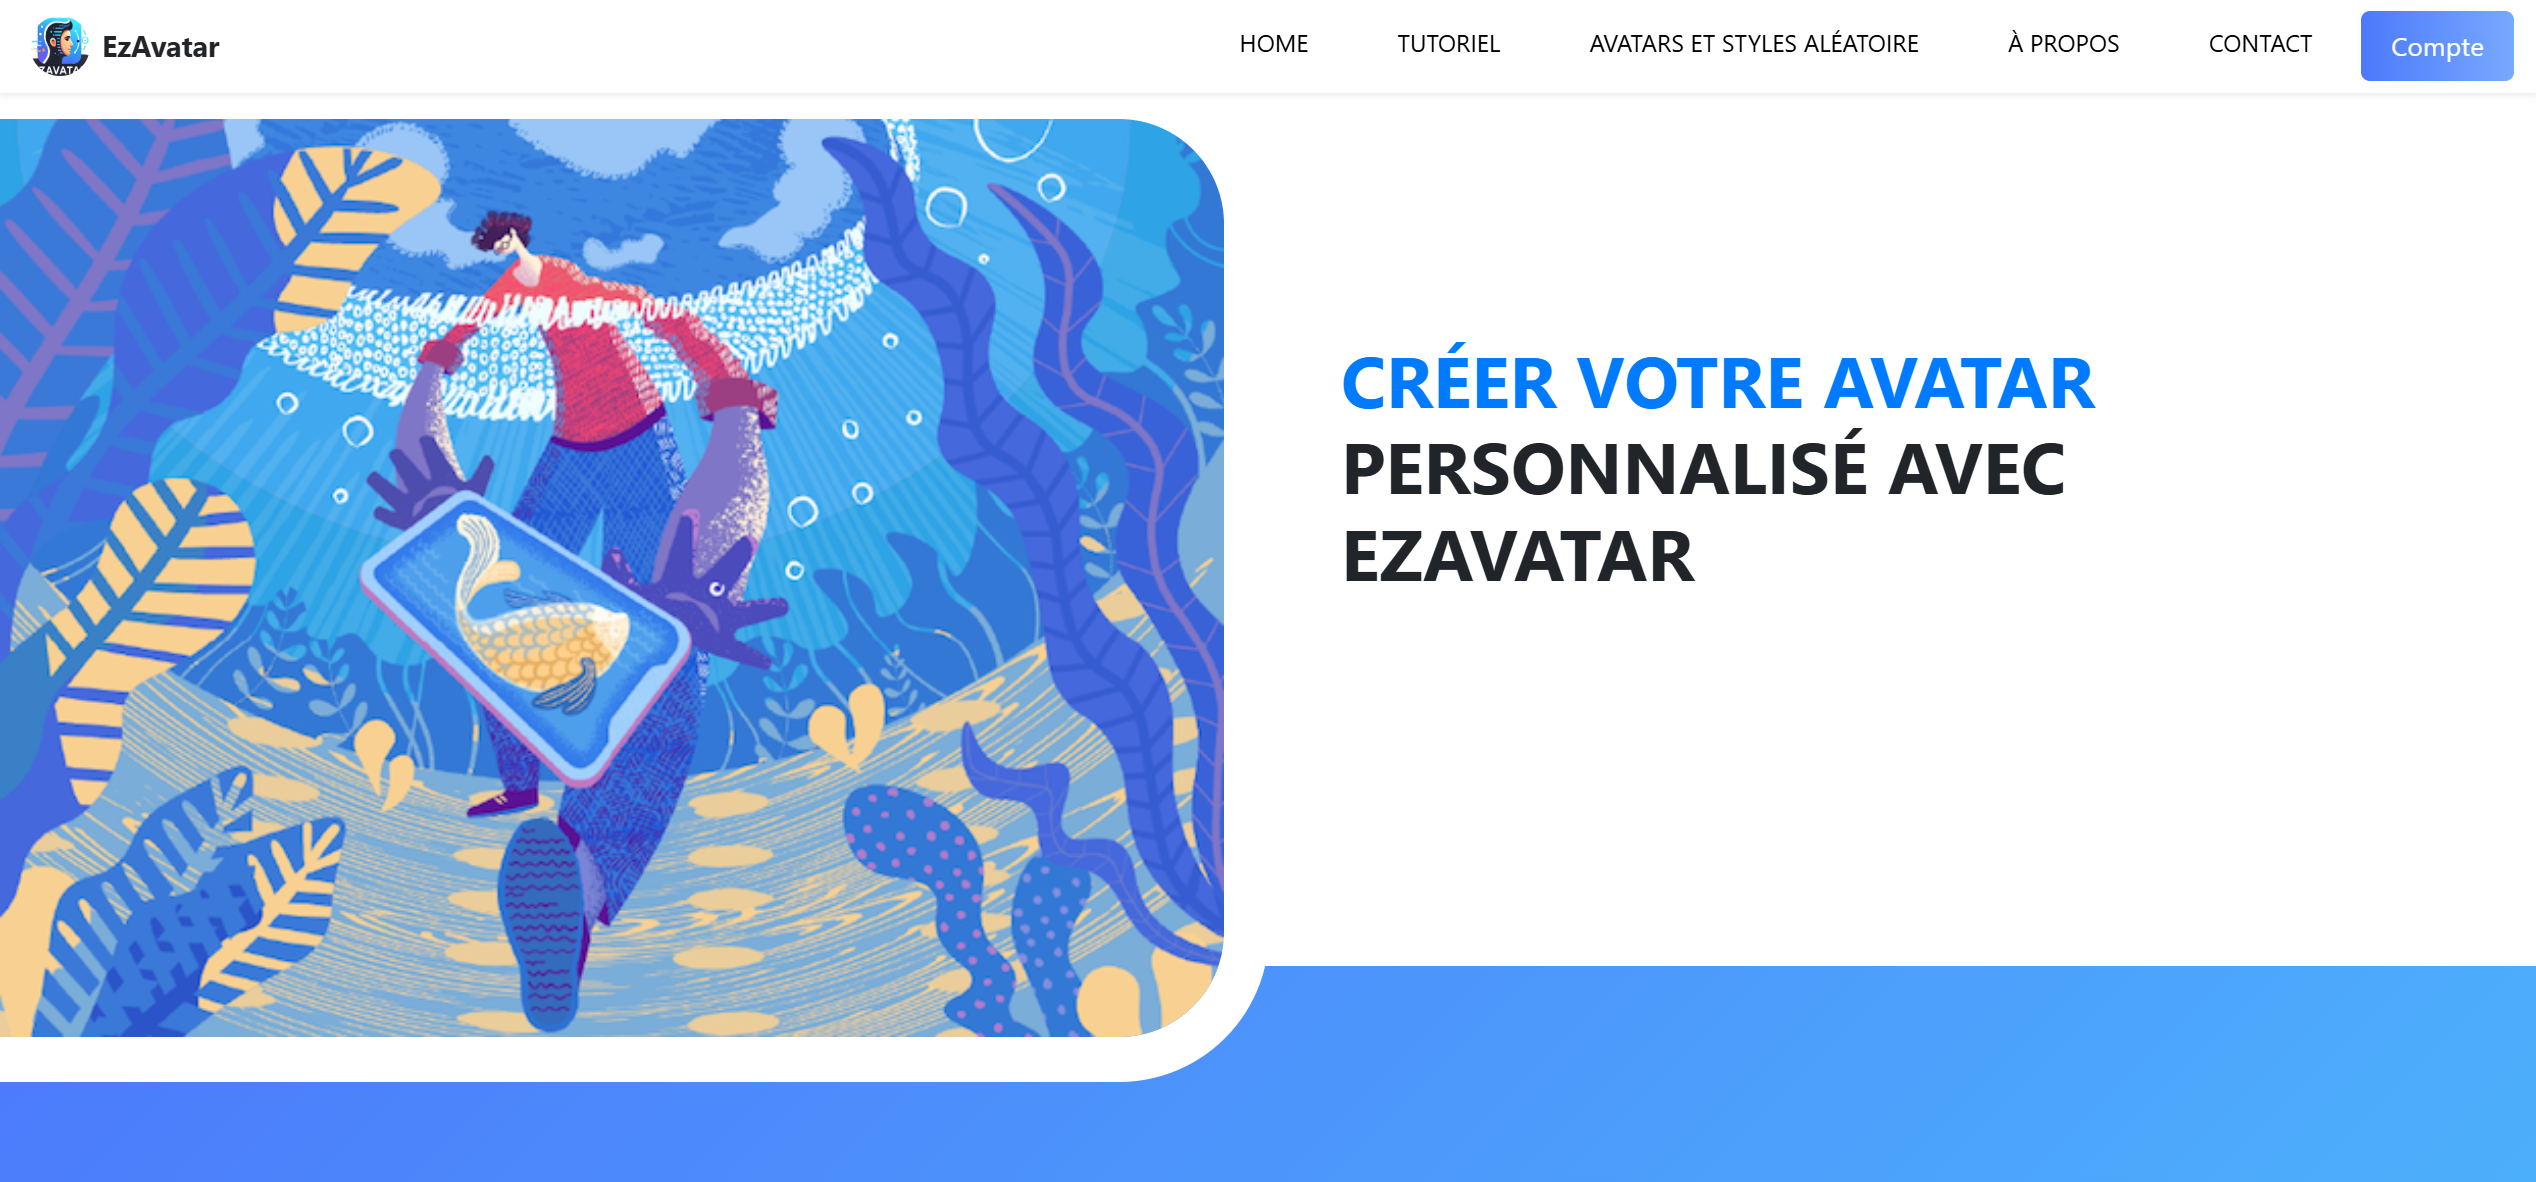 EzAvatar
HOME
TUTORIEL
AVATARS ET STYLES ALÉATOIRE
À PROPOS
CONTACT
Compte
CRÉER VOTRE AVATAR
PERSONNALISÉ AVEC
EZAVATAR